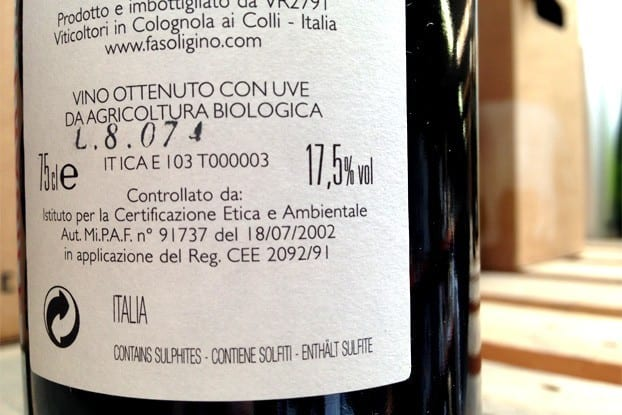 Prodotto e imbottigliato da VR2791
Viticoltori in Colognola ai Colli - Italia
www.fasoligino.com
VINO OTTENUTO CON UVE
DA AGRICOLTURA BIOLOGICA
L.8.071
IT ICA E 103 T000003
75cl e 17,5% vol
Controllato da:
Istituto per la Certificazione Etica e Ambientale
Aut. Mi.P.A.F. n° 91737 del 18/07/2002
in applicazione del Reg. CEE 2092/91
ITALIA
CONTAINS SULPHITES - CONTIENE SOLFITI - ENTHÄLT SULFITE